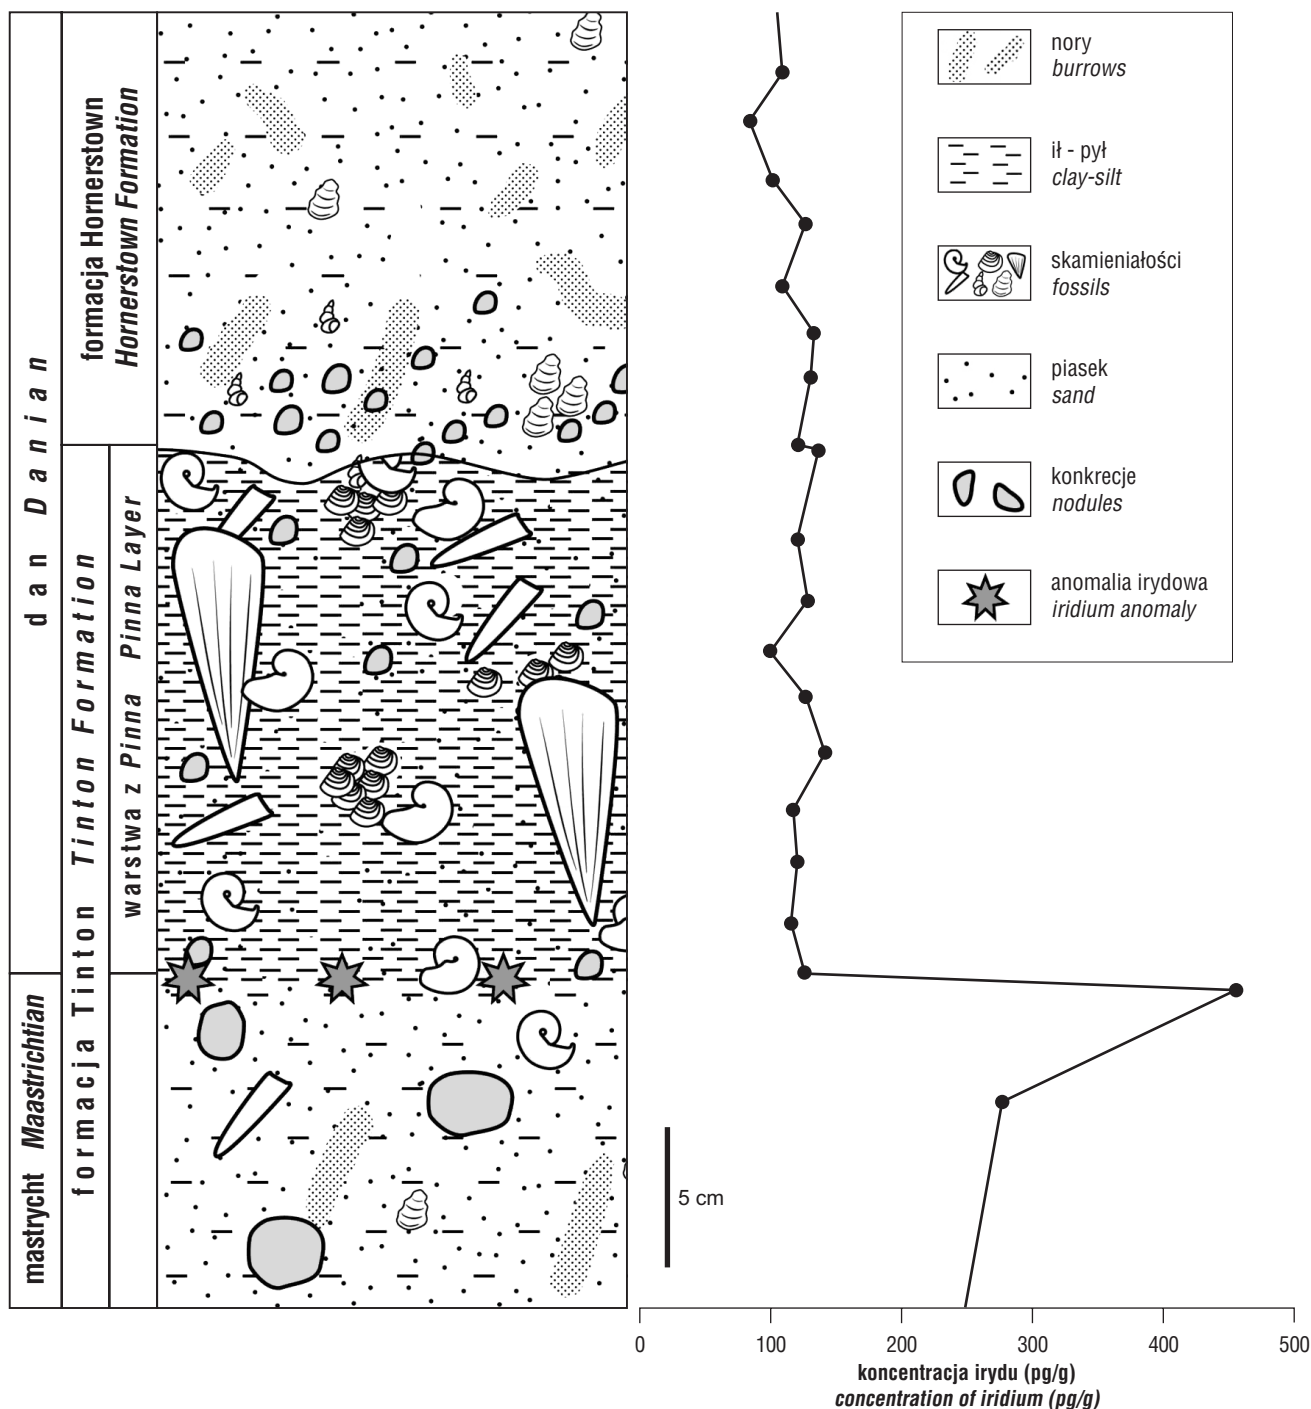 dan Danian
mastrycht Maastrichtian
formacja Hornerstown
Hornerstown Formation
formacja Tinton Tinton Formation
warstwa z Pinna Pinna Layer
nory
burrows
ił - pył
clay-silt
skamieniałości
fossils
piasek
sand
konkrecje
nodules
anomalia irydowa
iridium anomaly
5 cm
0 100 200 300 400 500
koncentracja irydu (pg/g)
concentration of iridium (pg/g)